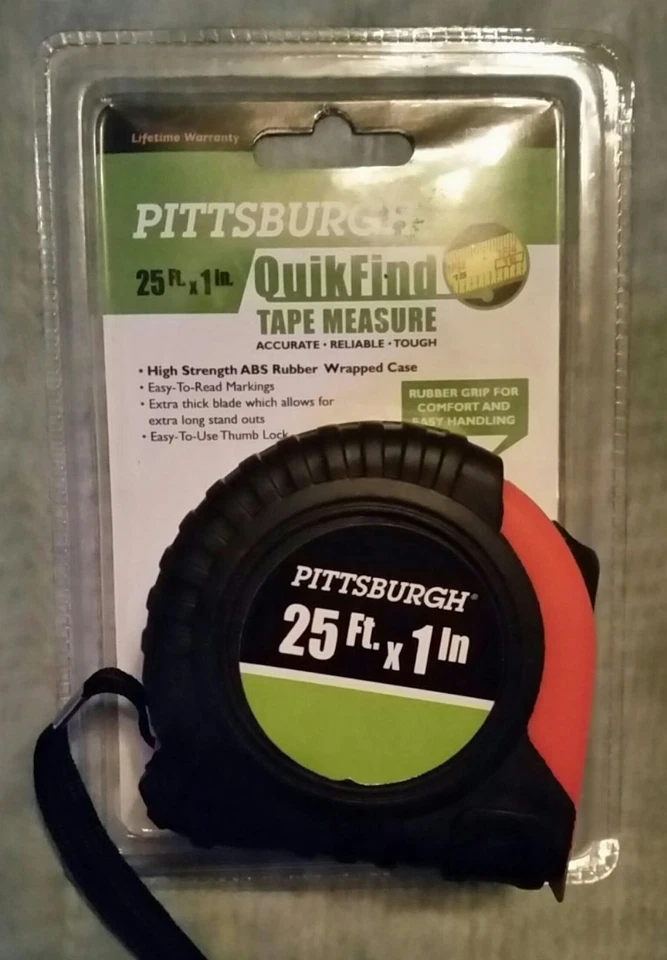 Lifetime Warranty
PITTSBURGH
25 Ft. x 1 In.
QuikFind
TAPE MEASURE
ACCURATE • RELIABLE • TOUGH
• High Strength ABS Rubber Wrapped Case
• Easy-To-Read Markings
• Extra thick blade which allows for
extra long stand outs
• Easy-To-Use Thumb Lock
RUBBER GRIP FOR
COMFORT AND
EASY HANDLING
PITTSBURGH®
25 Ft. x 1 In